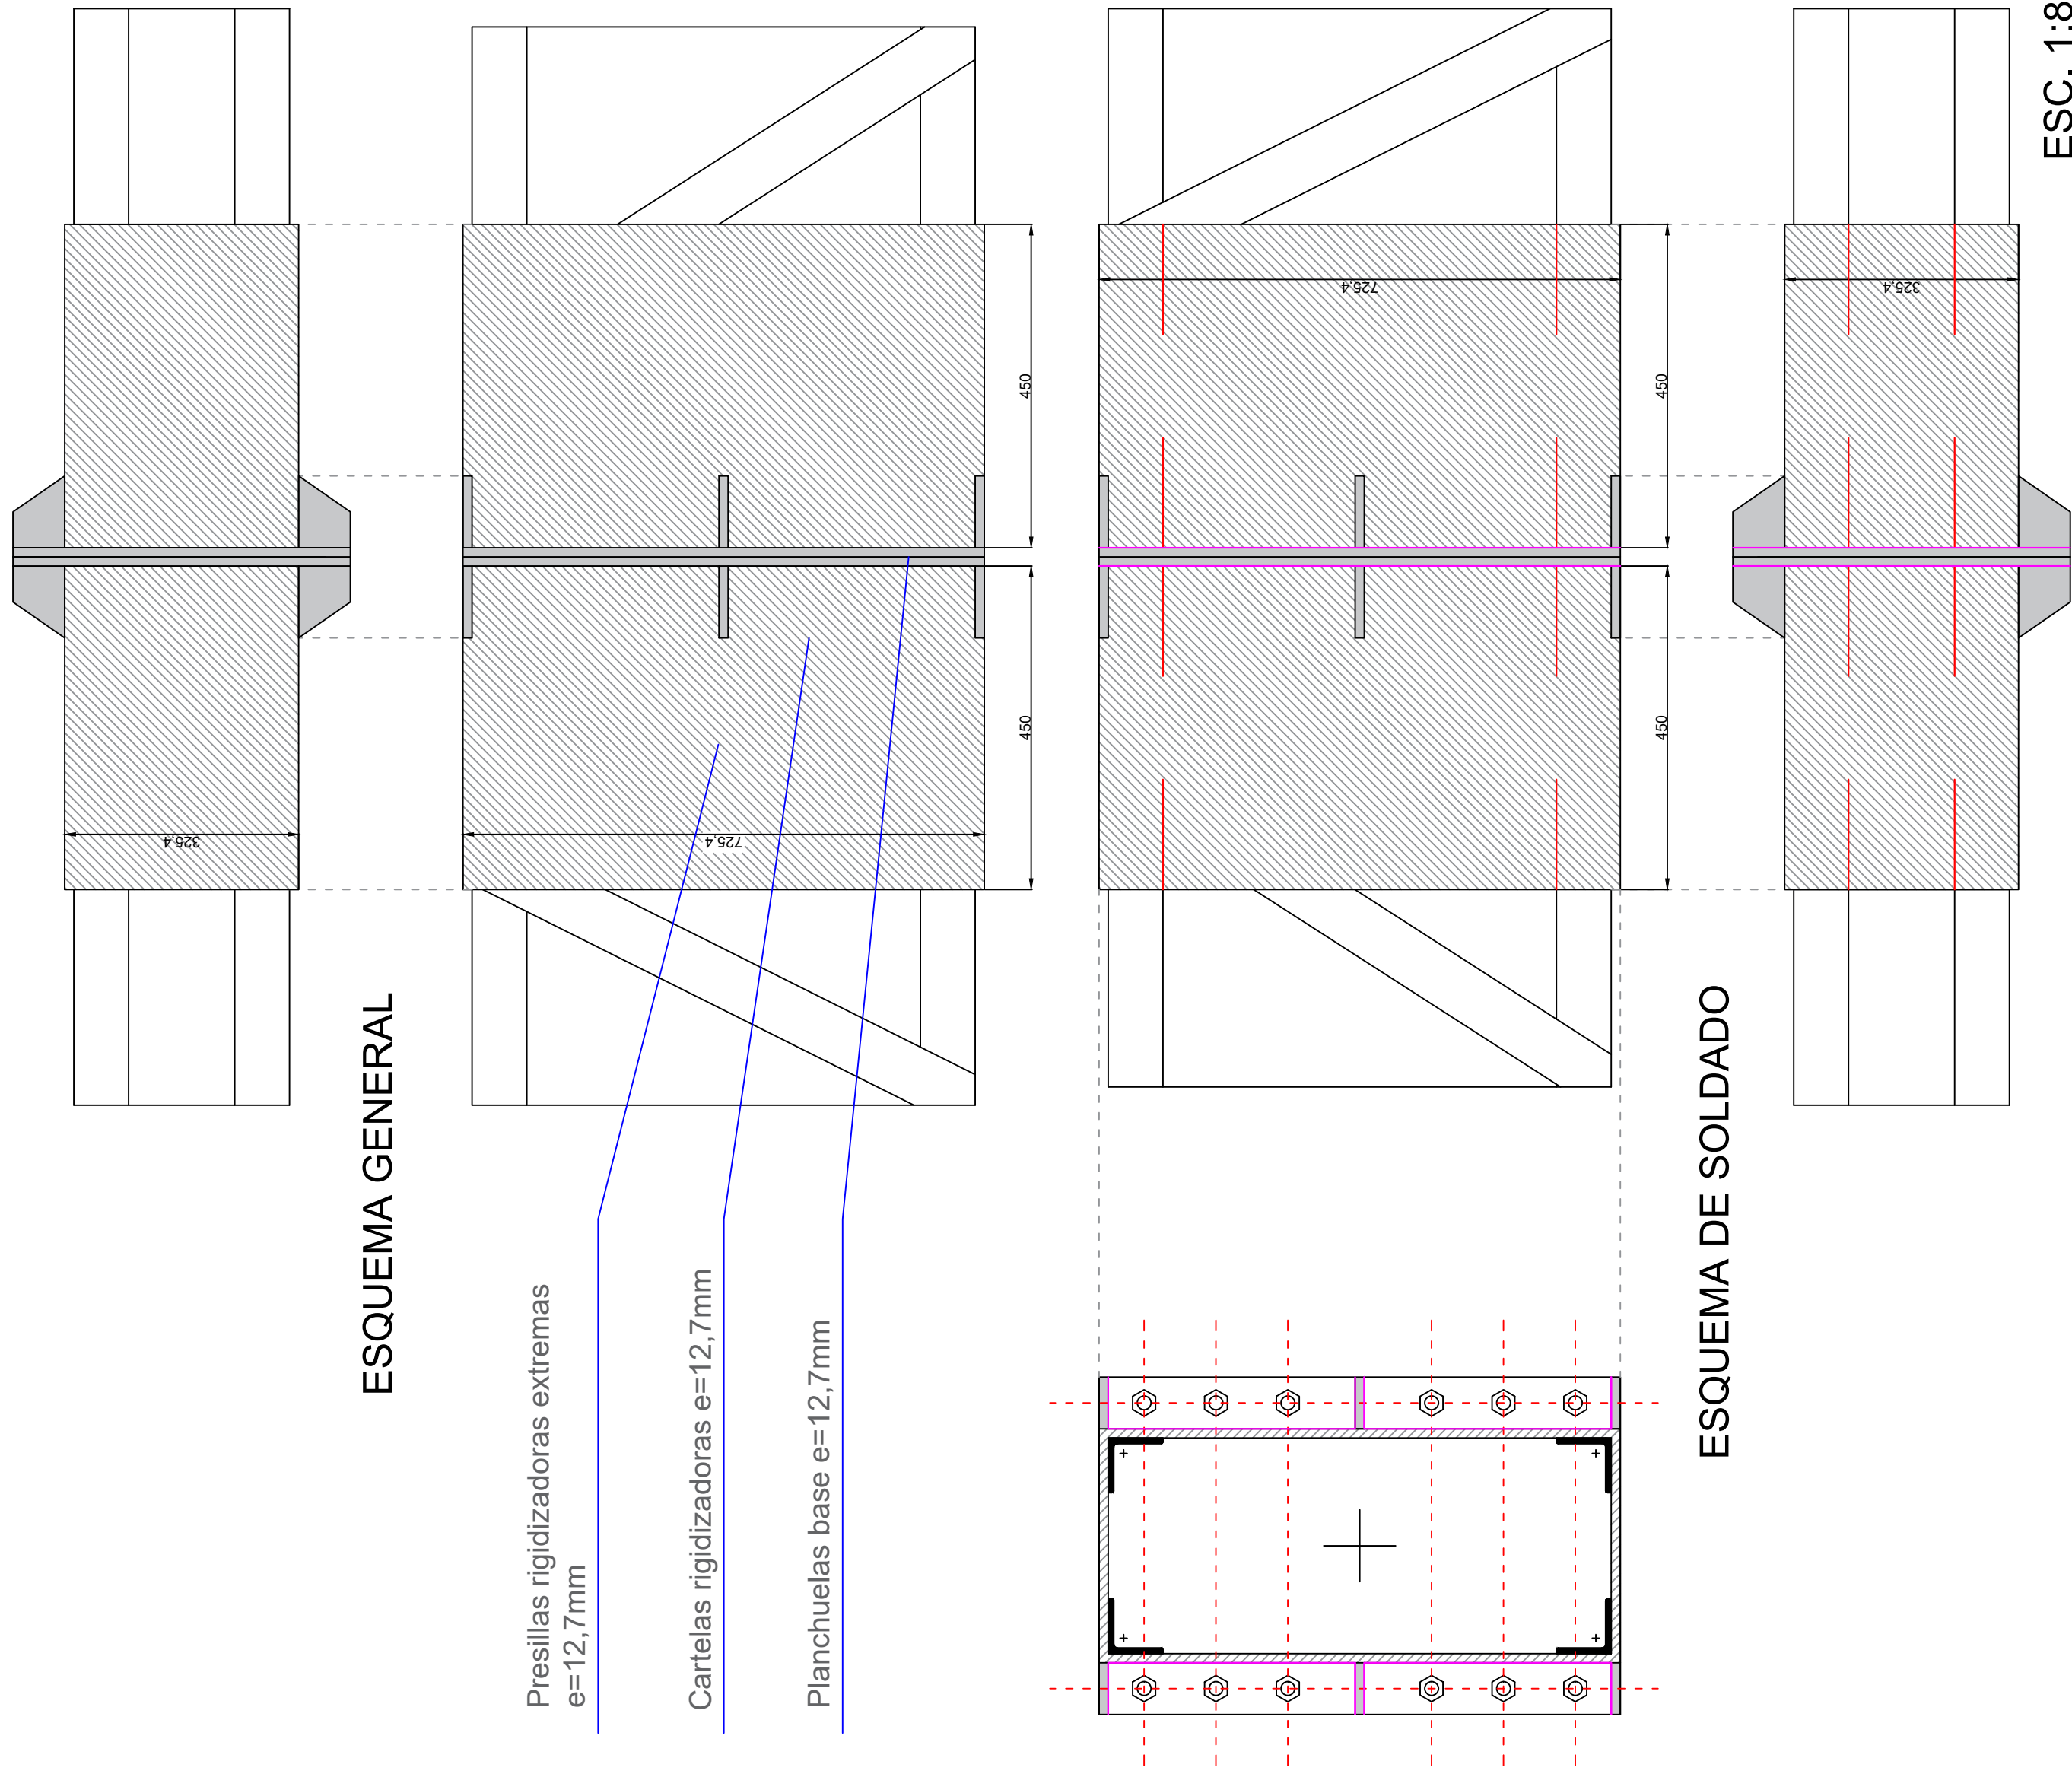 ESQUEMA GENERAL
325,4
725,4
450
450
Presillas rigidizadoras extremas
e=12,7mm
Cartelas rigidizadoras e=12,7mm
Planchuelas base e=12,7mm
ESQUEMA DE SOLDADO
725,4
325,4
450
450
ESC. 1:8